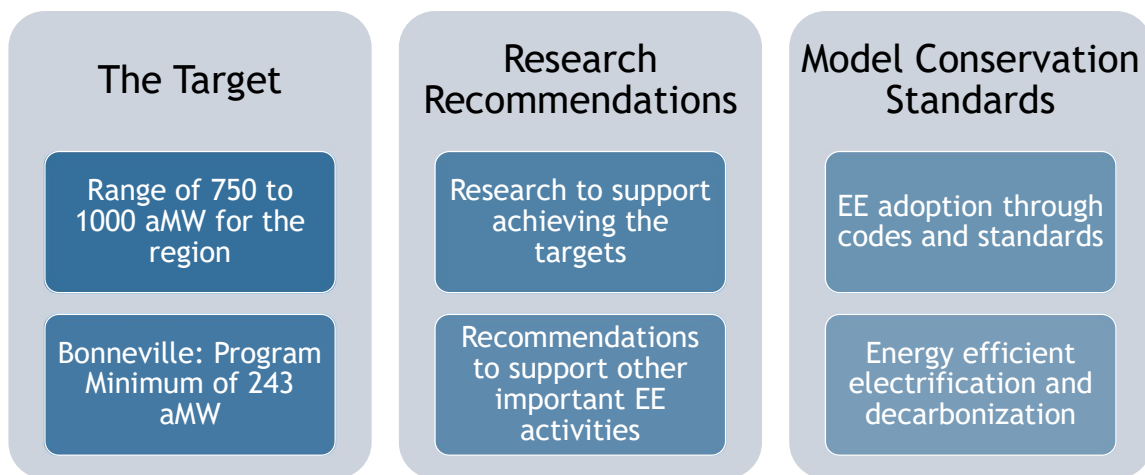 The Target
Range of 750 to
1000 aMW for the
region
Bonneville: Program
Minimum of 243
aMW
Research
Recommendations
Research to support
achieving the
targets
Recommendations
to support other
important EE
activities
Model Conservation
Standards
EE adoption through
codes and standards
Energy efficient
electrification and
decarbonization